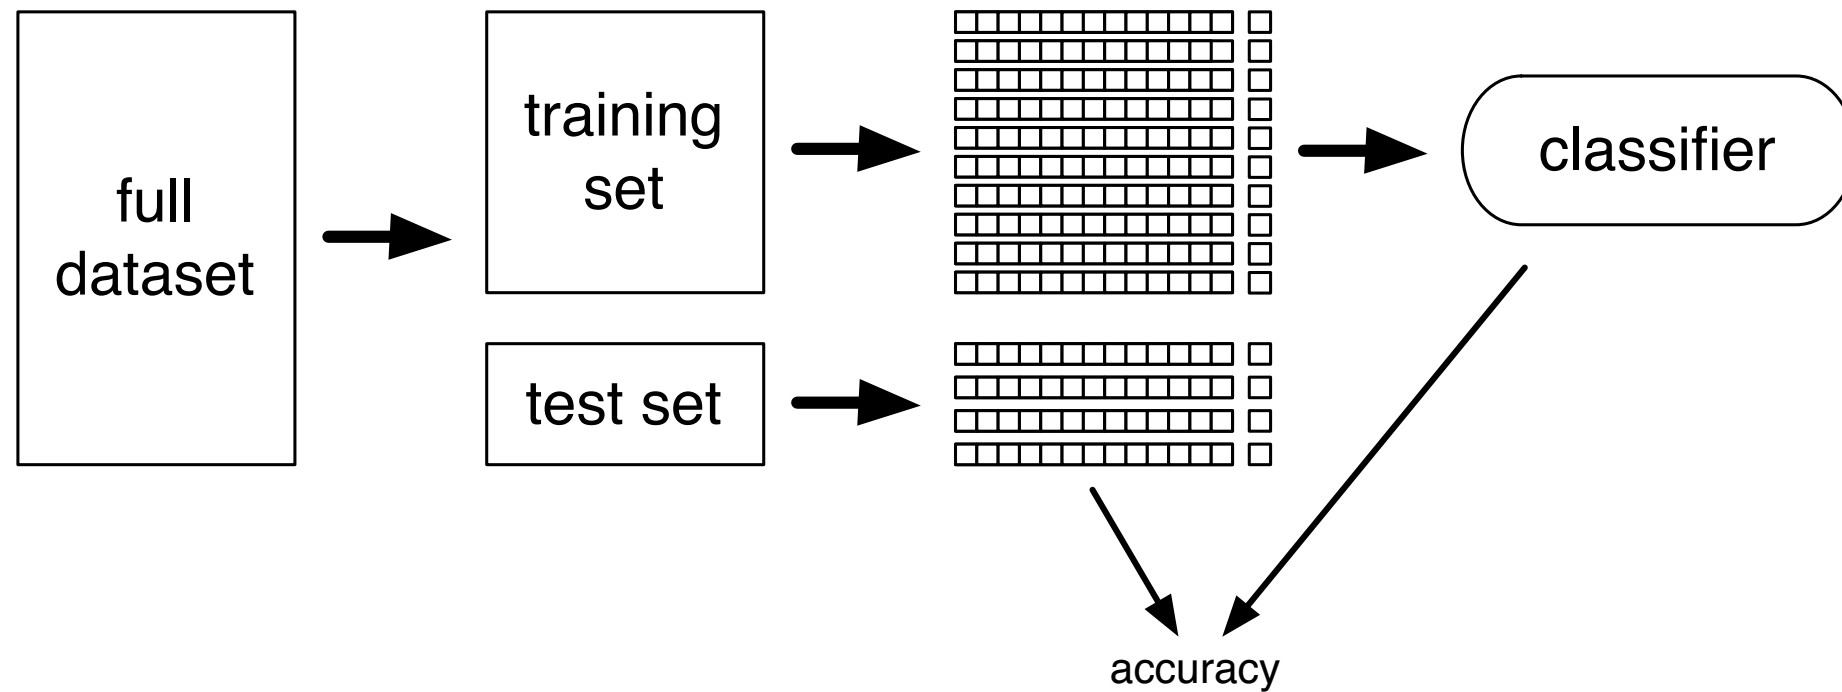 full
dataset
training
set
test set
classifier
accuracy